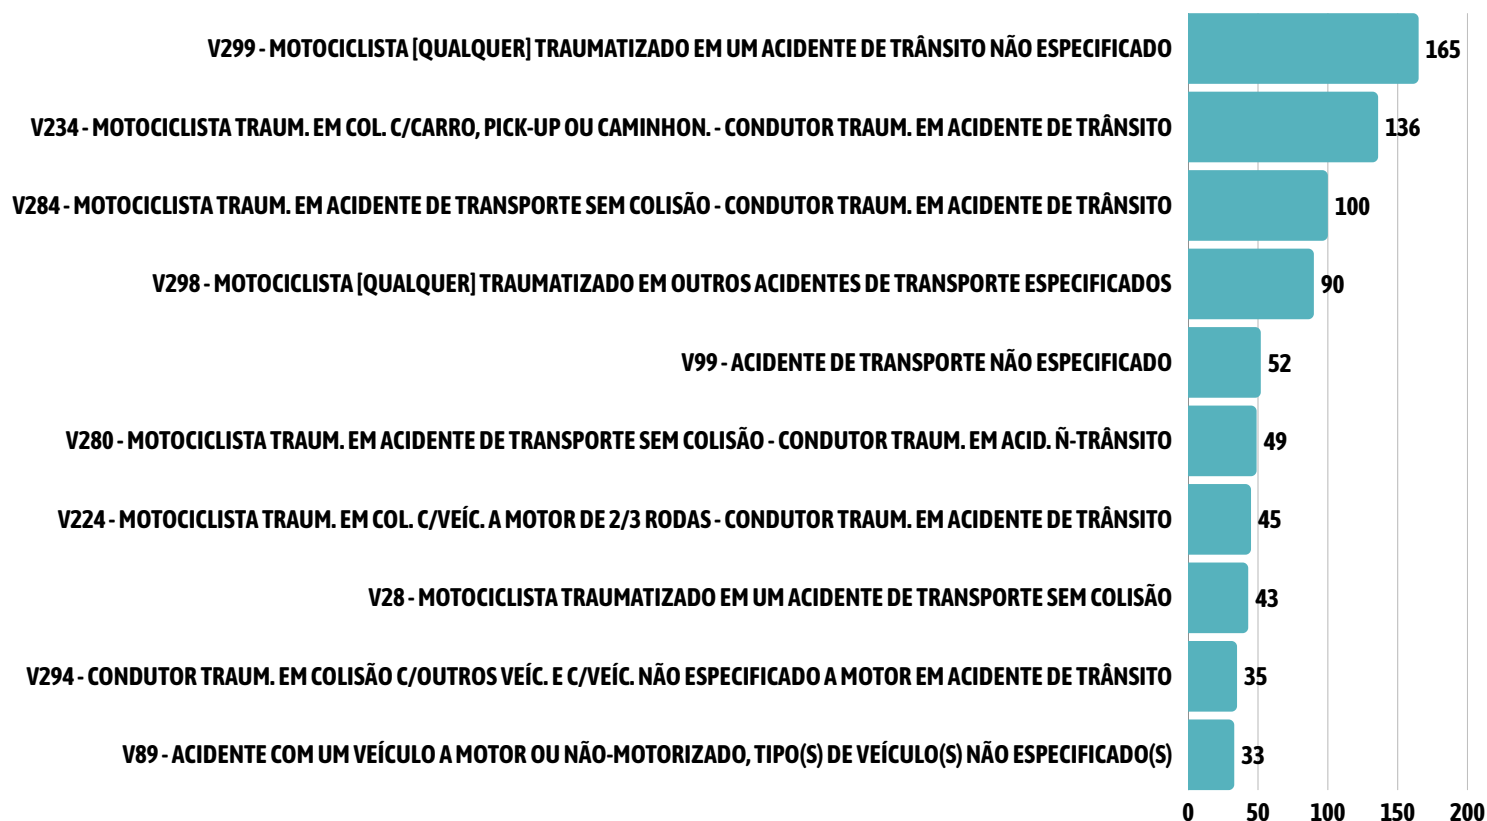 V299 - MOTOCICLISTA [QUALQUER] TRAUMATIZADO EM UM ACIDENTE DE TRÂNSITO NÃO ESPECIFICADO 165
V234 - MOTOCICLISTA TRAUM. EM COL. C/CARRO, PICK-UP OU CAMINHON. - CONDUTOR TRAUM. EM ACIDENTE DE TRÂNSITO 136
V284 - MOTOCICLISTA TRAUM. EM ACIDENTE DE TRANSPORTE SEM COLISÃO - CONDUTOR TRAUM. EM ACIDENTE DE TRÂNSITO 100
V298 - MOTOCICLISTA [QUALQUER] TRAUMATIZADO EM OUTROS ACIDENTES DE TRANSPORTE ESPECIFICADOS 90
V99 - ACIDENTE DE TRANSPORTE NÃO ESPECIFICADO 52
V280 - MOTOCICLISTA TRAUM. EM ACIDENTE DE TRANSPORTE SEM COLISÃO - CONDUTOR TRAUM. EM ACID. Ñ-TRÂNSITO 49
V224 - MOTOCICLISTA TRAUM. EM COL. C/VEÍC. A MOTOR DE 2/3 RODAS - CONDUTOR TRAUM. EM ACIDENTE DE TRÂNSITO 45
V28 - MOTOCICLISTA TRAUMATIZADO EM UM ACIDENTE DE TRANSPORTE SEM COLISÃO 43
V294 - CONDUTOR TRAUM. EM COLISÃO C/OUTROS VEÍC. E C/VEÍC. NÃO ESPECIFICADO A MOTOR EM ACIDENTE DE TRÂNSITO 35
V89 - ACIDENTE COM UM VEÍCULO A MOTOR OU NÃO-MOTORIZADO, TIPO(S) DE VEÍCULO(S) NÃO ESPECIFICADO(S) 33
0 50 100 150 200